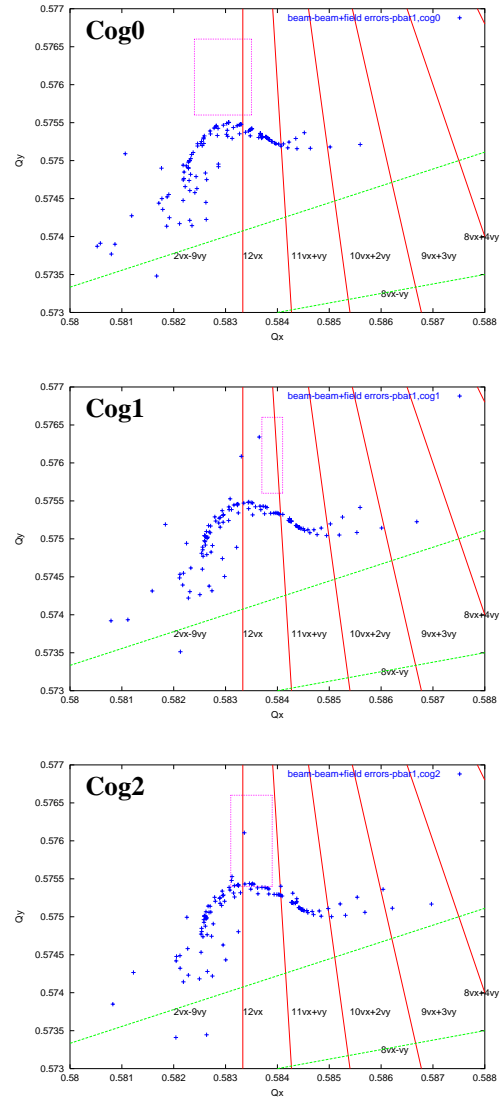 0.577
Cog0
beam-beam+field errors-pbar1,cog0
0.5765
0.576
0.5755
Qy
0.575
0.5745
0.574
0.5735
0.573
2vx-9vy
12vx
11vx+vy
10vx+2vy
9vx+3vy
8vx+4vy
8vx-vy
0.58 0.581 0.582 0.583 0.584 0.585 0.586 0.587 0.588
Qx
0.577
Cog1
beam-beam+field errors-pbar1,cog1
0.5765
0.576
0.5755
Qy
0.575
0.5745
0.574
0.5735
0.573
2vx-9vy
12vx
11vx+vy
10vx+2vy
9vx+3vy
8vx+4vy
8vx-vy
0.58 0.581 0.582 0.583 0.584 0.585 0.586 0.587 0.588
Qx
0.577
Cog2
beam-beam+field errors-pbar1,cog2
0.5765
0.576
0.5755
Qy
0.575
0.5745
0.574
0.5735
0.573
2vx-9vy
12vx
11vx+vy
10vx+2vy
9vx+3vy
8vx+4vy
8vx-vy
0.58 0.581 0.582 0.583 0.584 0.585 0.586 0.587 0.588
Qx